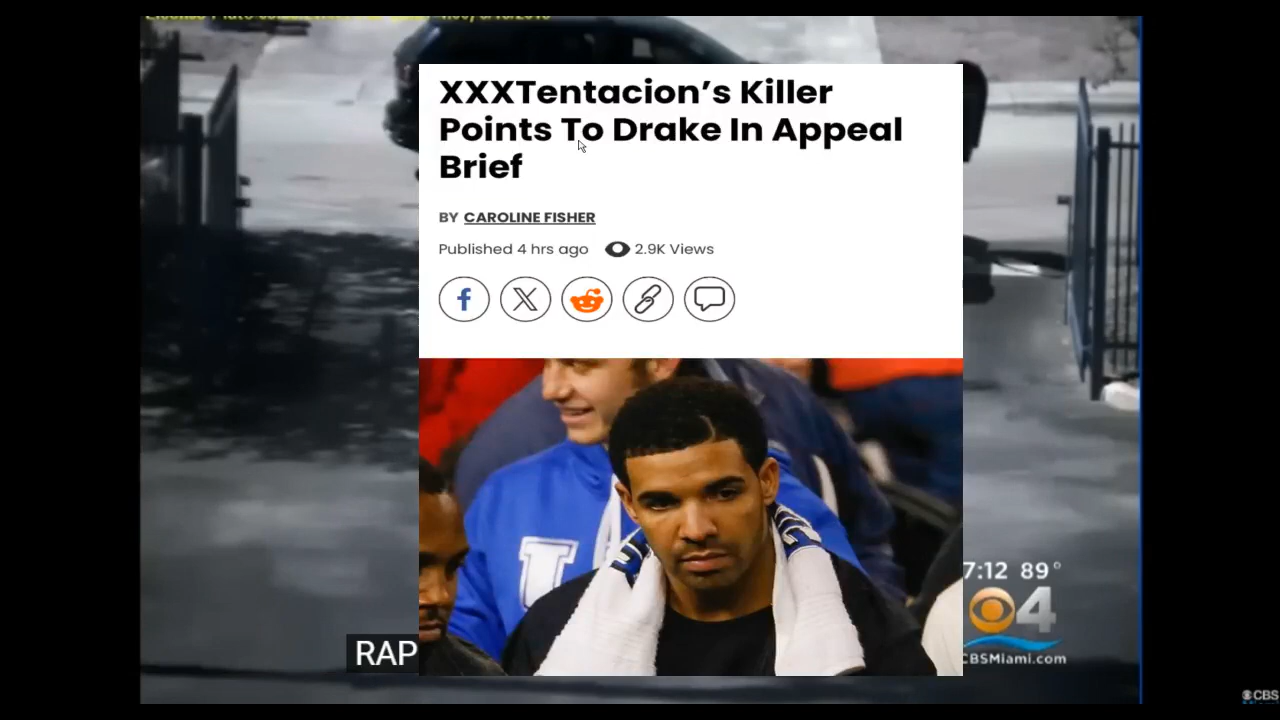 XXXTentacion's Killer
Points To Drake In Appeal
Brief
BY CAROLINE FISHER
Published 4 hrs ago 2.9K Views
7:12 89°
4
CBSMiami.com
RAP
CBS